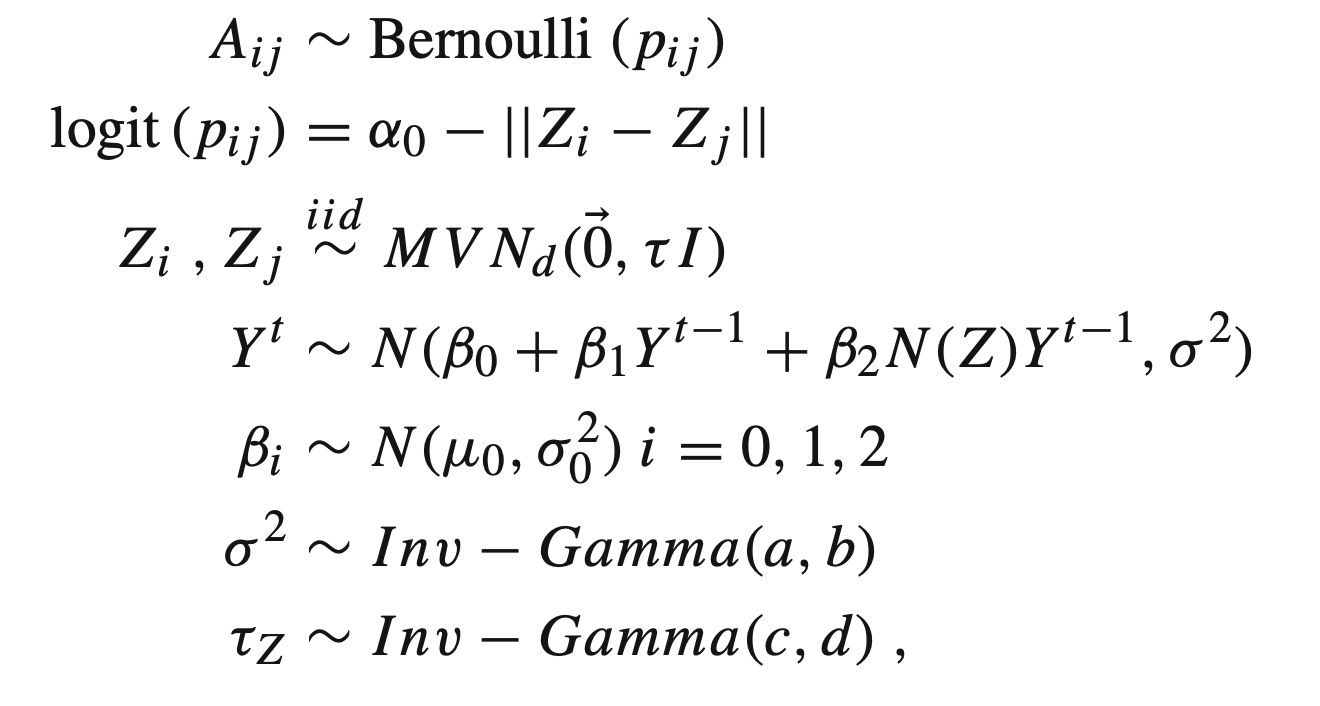 A_{ij} ∼ Bernoulli (p_{ij})
logit (p_{ij}) = α_0 − ||Z_i − Z_j||
Z_i , Z_j \overset{iid}{∼} MVN_d(\vec{0}, τI)
Y^t ∼ N(β_0 + β_1Y^{t−1} + β_2N(Z)Y^{t−1}, σ^2)
β_i ∼ N(μ_0, σ_0^2) i = 0, 1, 2
σ^2 ∼ Inv − Gamma(a, b)
τ_Z ∼ Inv − Gamma(c, d) ,